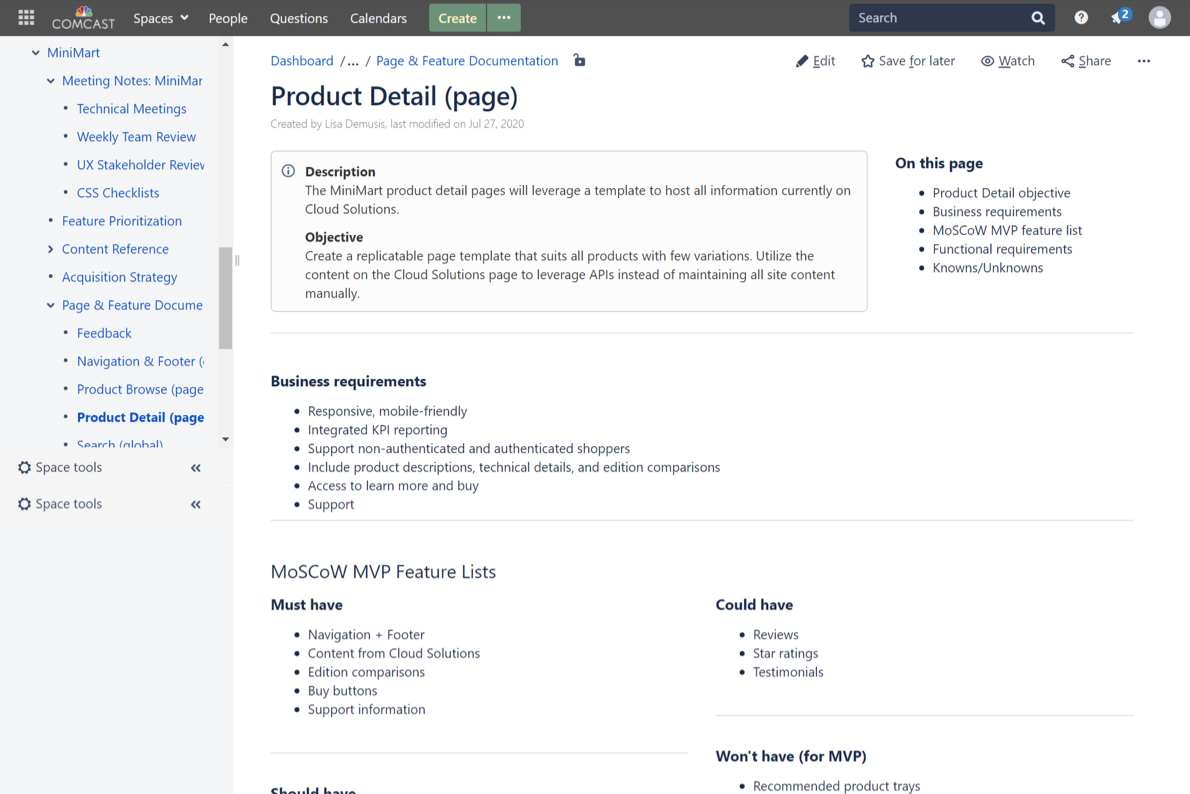 COMCAST
Spaces
People
Questions
Calendars
Create
Search
2
MiniMart
Meeting Notes: MiniMar
Technical Meetings
Weekly Team Review
UX Stakeholder Review
CSS Checklists
Feature Prioritization
Content Reference
Acquisition Strategy
Page & Feature Docume
Feedback
Navigation & Footer (
Product Browse (page
Product Detail (page
Search (global)
Space tools
Space tools
Dashboard /... / Page & Feature Documentation
Edit
Save for later
Watch
Share
Product Detail (page)
Created by Lisa Demusis, last modified on Jul 27, 2020
Description
The MiniMart product detail pages will leverage a template to host all information currently on
Cloud Solutions.
Objective
Create a replicatable page template that suits all products with few variations. Utilize the
content on the Cloud Solutions page to leverage APIs instead of maintaining all site content
manually.
On this page
Product Detail objective
Business requirements
MoSCoW MVP feature list
Functional requirements
Knowns/Unknowns
Business requirements
Responsive, mobile-friendly
Integrated KPI reporting
Support non-authenticated and authenticated shoppers
Include product descriptions, technical details, and edition comparisons
Access to learn more and buy
Support
MoSCoW MVP Feature Lists
Must have
Navigation + Footer
Content from Cloud Solutions
Edition comparisons
Buy buttons
Support information
Should have
Could have
Reviews
Star ratings
Testimonials
Won't have (for MVP)
Recommended product trays